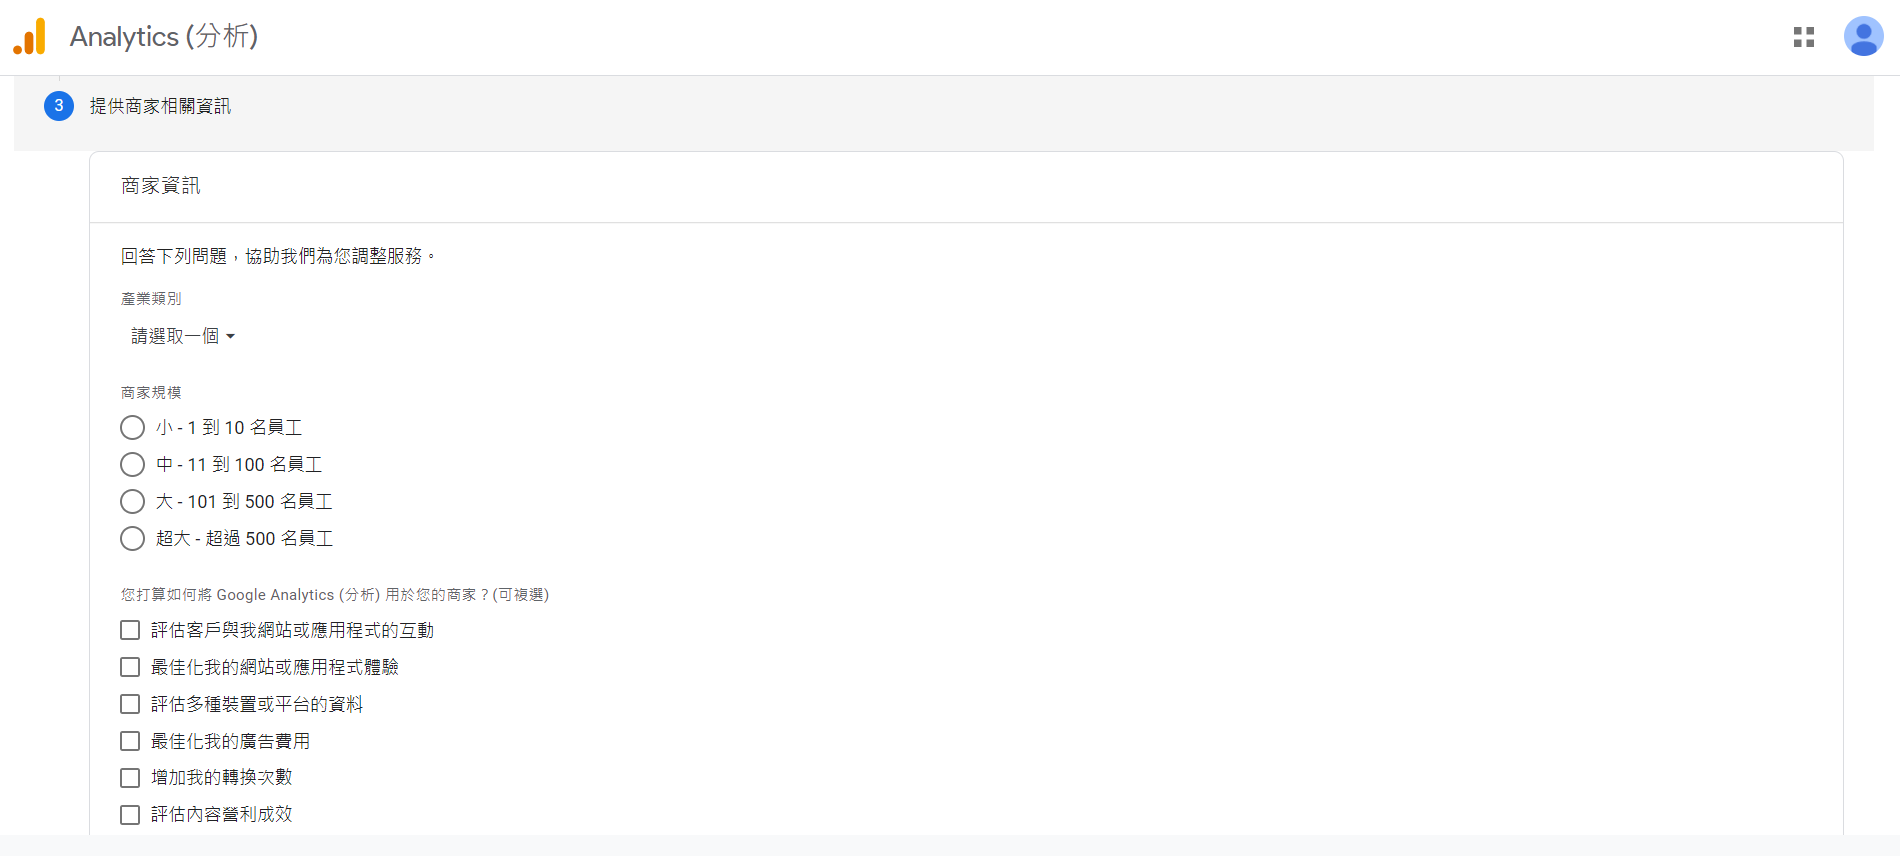 Analytics (分析)
3 提供商家相關資訊
商家資訊
回答下列問題，協助我們為您調整服務。
產業類別
請選取一個
商家規模
小 - 1 到 10 名員工
中 - 11 到 100 名員工
大 - 101 到 500 名員工
超大 - 超過 500 名員工
您打算如何將 Google Analytics (分析) 用於您的商家？(可複選)
評估客戶與我網站或應用程式的互動
最佳化我的網站或應用程式體驗
評估多種裝置或平台的資料
最佳化我的廣告費用
增加我的轉換次數
評估內容營利成效